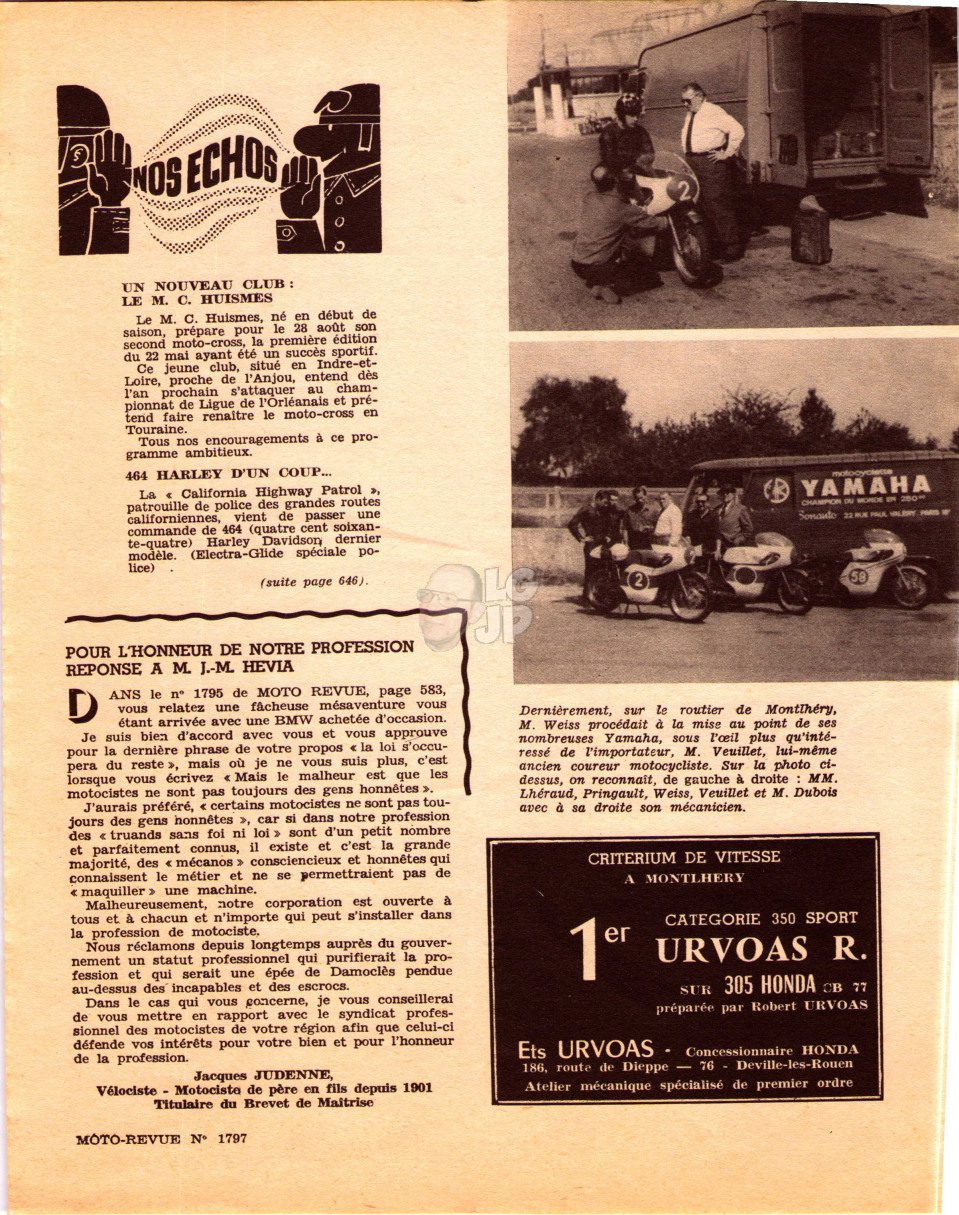 NOS ECHOS
UN NOUVEAU CLUB :
LE M. C. HUISMES
Le M. C. Huismes, né en début de
saison, prépare pour le 28 août son
second moto-cross, la première édition
du 22 mai ayant été un succès sportif.
Ce jeune club, situé en Indre-et-
Loire, proche de l'Anjou, entend dès
l'an prochain s'attaquer au cham-
pionnat de Ligue de l'Orléanais et pré-
tend faire renaître le moto-cross en
Touraine.
Tous nos encouragements à ce pro-
gramme ambitieux.
464 HARLEY D'UN COUP...
La « California Highway Patrol »,
patrouille de police des grandes routes
californiennes, vient de passer une
commande de 464 (quatre cent soixan-
te-quatre) Harley Davidson dernier
modèle. (Electra-Glide spéciale po-
lice) .
(suite page 646).
POUR L'HONNEUR DE NOTRE PROFESSION
REPONSE A M. J.-M. HEVIA
DANS le n° 1795 de MOTO REVUE, page 583,
vous relatez une fâcheuse mésaventure vous
étant arrivée avec une BMW achetée d'occasion.
Je suis bien d'accord avec vous et vous approuve
pour la dernière phrase de votre propos « la loi s'occu-
pera du reste », mais où je ne vous suis plus, c'est
lorsque vous écrivez « Mais le malheur est que les
motocistes ne sont pas toujours des gens honnêtes ».
J'aurais préféré, « certains motocistes ne sont pas tou-
jours des gens honnêtes », car si dans notre profession
des « truands sans foi ni loi » sont d'un petit nombre
et parfaitement connus, il existe et c'est la grande
majorité, des « mécanos » consciencieux et honnêtes qui
connaissent le métier et ne se permettraient pas de
« maquiller » une machine.
Malheureusement, notre corporation est ouverte à
tous et à chacun et n'importe qui peut s'installer dans
la profession de motociste.
Nous réclamons depuis longtemps auprès du gouver-
nement un statut professionnel qui purifierait la pro-
fession et qui serait une épée de Damoclès pendue
au-dessus des incapables et des escrocs.
Dans le cas qui vous concerne, je vous conseillerai
de vous mettre en rapport avec le syndicat profes-
sionnel des motocistes de votre région afin que celui-ci
défende vos intérêts pour votre bien et pour l'honneur
de la profession.
Jacques JUDENNE,
Vélociste - Motociste de père en fils depuis 1901
Titulaire du Brevet de Maîtrise
MOTO-REVUE N° 1797
2
motocyclette
YAMAHA
CHAMPION DU MONDE EN 250cc
Sonauto 22 RUE PAUL VALÉRY. PARIS 16e
2
58
LG
JP
Dernièrement, sur le routier de Montlhéry,
M. Weiss procédait à la mise au point de ses
nombreuses Yamaha, sous l'œil plus qu'inté-
ressé de l'importateur, M. Veuillet, lui-même
ancien coureur motocycliste. Sur la photo ci-
dessus, on reconnaît, de gauche à droite : MM.
Lhéraud, Pringault, Weiss, Veuillet et M. Dubois
avec à sa droite son mécanicien.
CRITERIUM DE VITESSE
A MONTLHERY
1er
CATEGORIE 350 SPORT
URVOAS R.
SUR 305 HONDA CB 77
préparée par Robert URVOAS
Ets URVOAS - Concessionnaire HONDA
186, route de Dieppe — 76 - Deville-les-Rouen
Atelier mécanique spécialisé de premier ordre